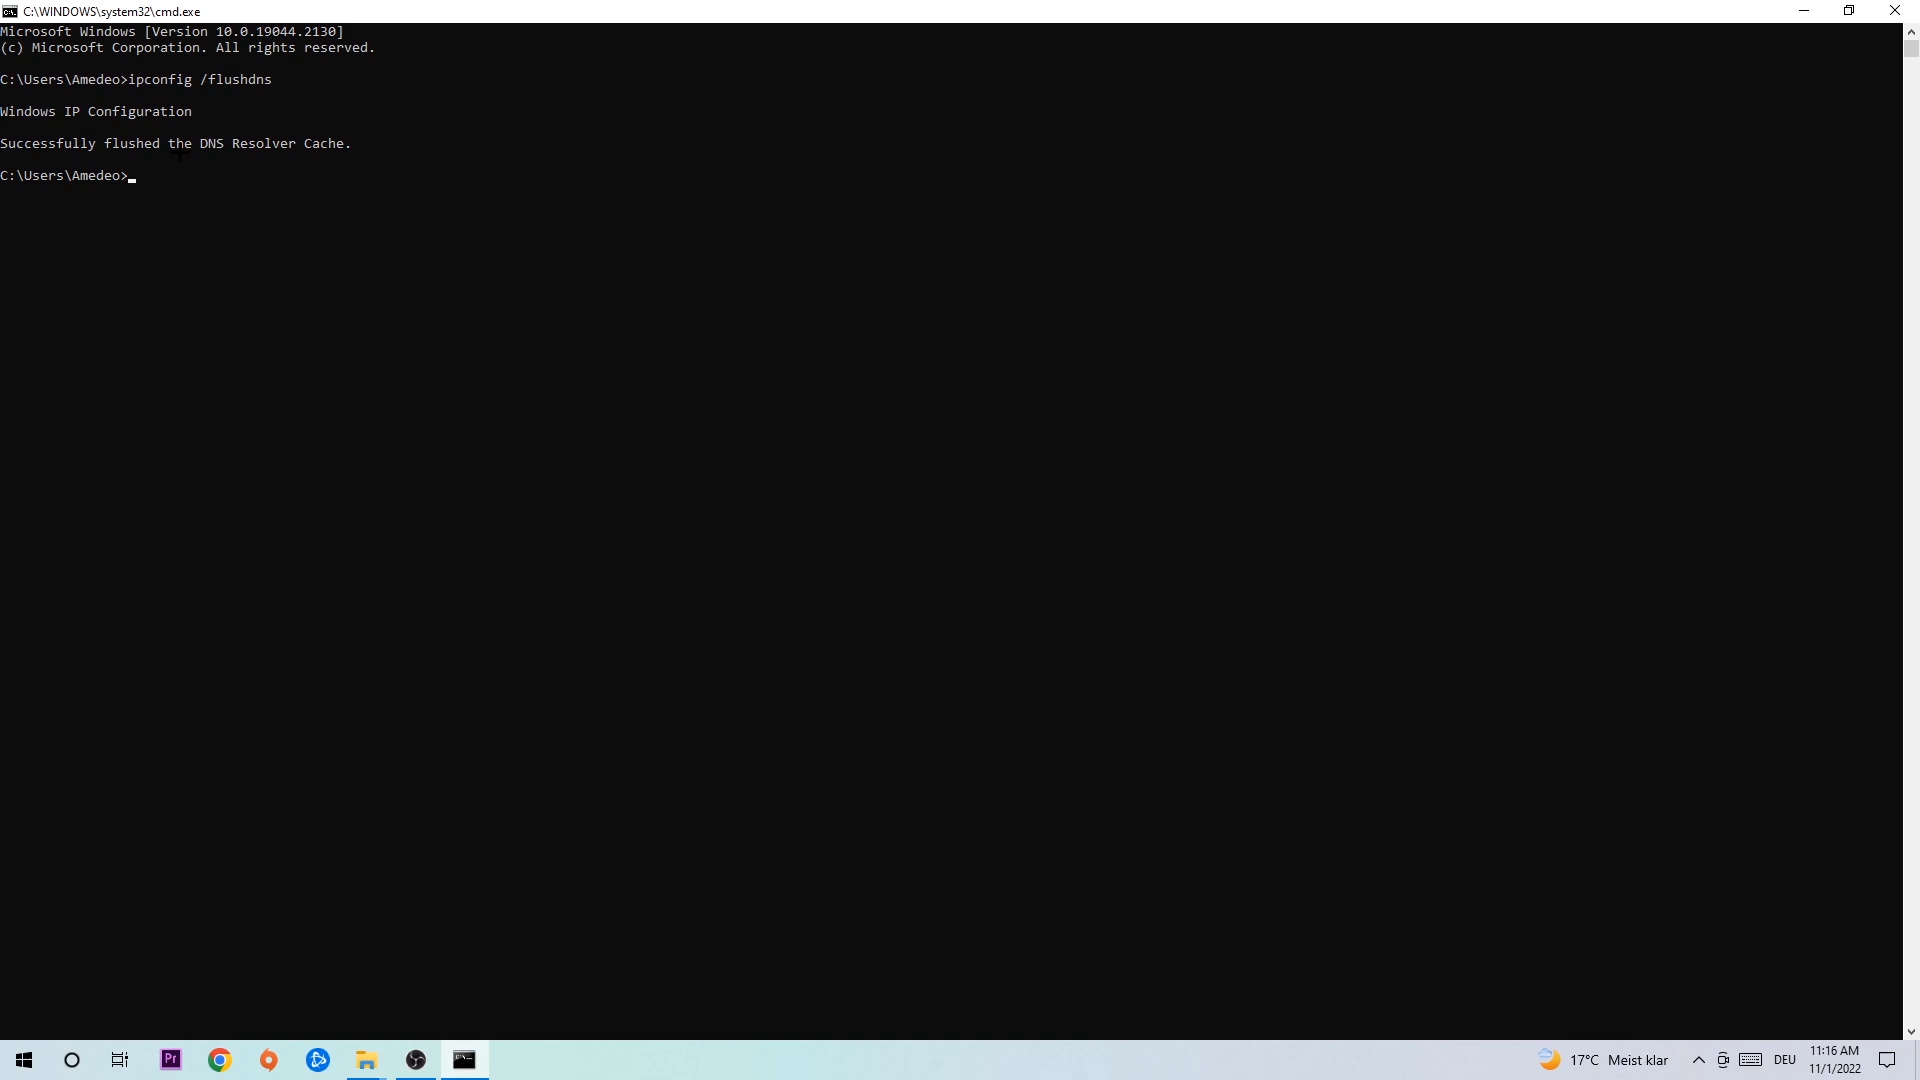 C:\WINDOWS\system32\cmd.exe
Microsoft Windows [Version 10.0.19044.2130]
(c) Microsoft Corporation. All rights reserved.
C:\Users\Amedeo>ipconfig /flushdns
Windows IP Configuration
Successfully flushed the DNS Resolver Cache.
C:\Users\Amedeo>
Pr
17°C Meist klar
DEU
11:16 AM
11/1/2022